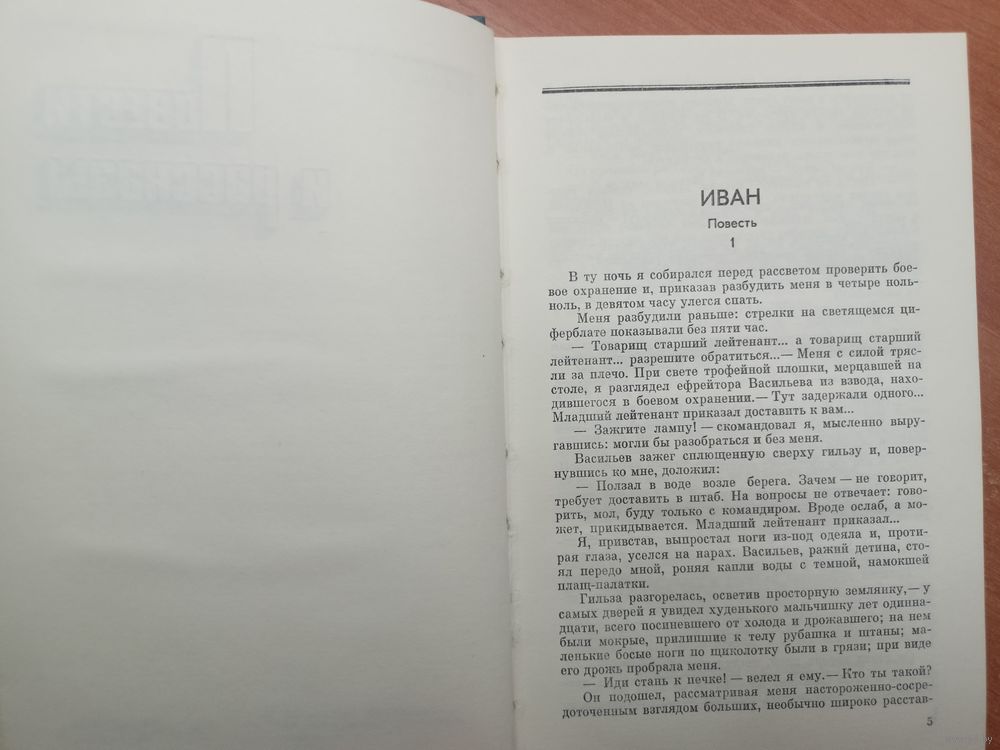 ИВАН
Повесть
1
В ту ночь я собирался перед рассветом проверить бое-
вое охранение и, приказав разбудить меня в четыре ноль-
ноль, в девятом часу улегся спать.
Меня разбудили раньше: стрелки на светящемся ци-
ферблате показывали без пяти час.
— Товарищ старший лейтенант... а товарищ старший
лейтенант... разрешите обратиться...— Меня с силой тряс-
ли за плечо. При свете трофейной плошки, мерцавшей на
столе, я разглядел ефрейтора Васильева из взвода, нахо-
дившегося в боевом охранении.— Тут задержали одного...
Младший лейтенант приказал доставить к вам...
— Зажгите лампу! — скомандовал я, мысленно выру-
гавшись: могли бы разобраться и без меня.
Васильев зажег сплющенную сверху гильзу и, повер-
нувшись ко мне, доложил:
— Ползал в воде возле берега. Зачем — не говорит,
требует доставить в штаб. На вопросы не отвечает: гово-
рить, мол, буду только с командиром. Вроде ослаб, а мо-
жет, прикидывается. Младший лейтенант приказал...
Я, привстав, выпростал ноги из-под одеяла и, проти-
рая глаза, уселся на нарах. Васильев, ражий детина, сто-
ял передо мной, роняя капли воды с темной, намокшей
плащ-палатки.
Гильза разгорелась, осветив просторную землянку,— у
самых дверей я увидел худенького мальчишку лет одинна-
дцати, всего посиневшего от холода и дрожавшего; на нем
были мокрые, прилипшие к телу рубашка и штаны; ма-
ленькие босые ноги по щиколотку были в грязи; при виде
его дрожь пробрала меня.
— Иди стань к печке! — велел я ему.— Кто ты такой?
Он подошел, рассматривая меня настороженно-сосре-
доточенным взглядом больших, необычно широко расстав-
5